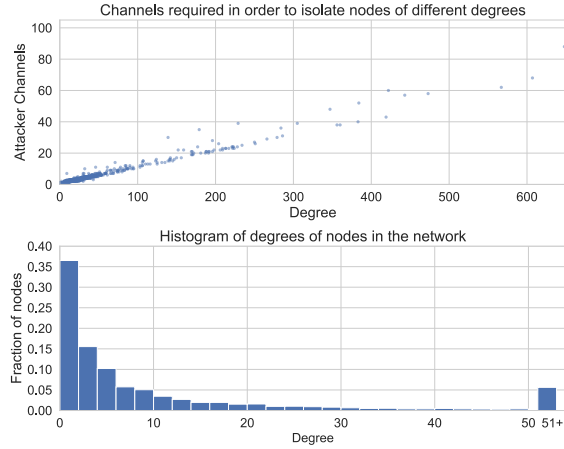 Channels required in order to isolate nodes of different degrees
100
80
60
40
20
0
Attacker Channels
0 100 200 300 400 500 600
Degree
Histogram of degrees of nodes in the network
0.40
0.35
0.30
0.25
0.20
0.15
0.10
0.05
0.00
Fraction of nodes
0 10 20 30 40 50 51+
Degree